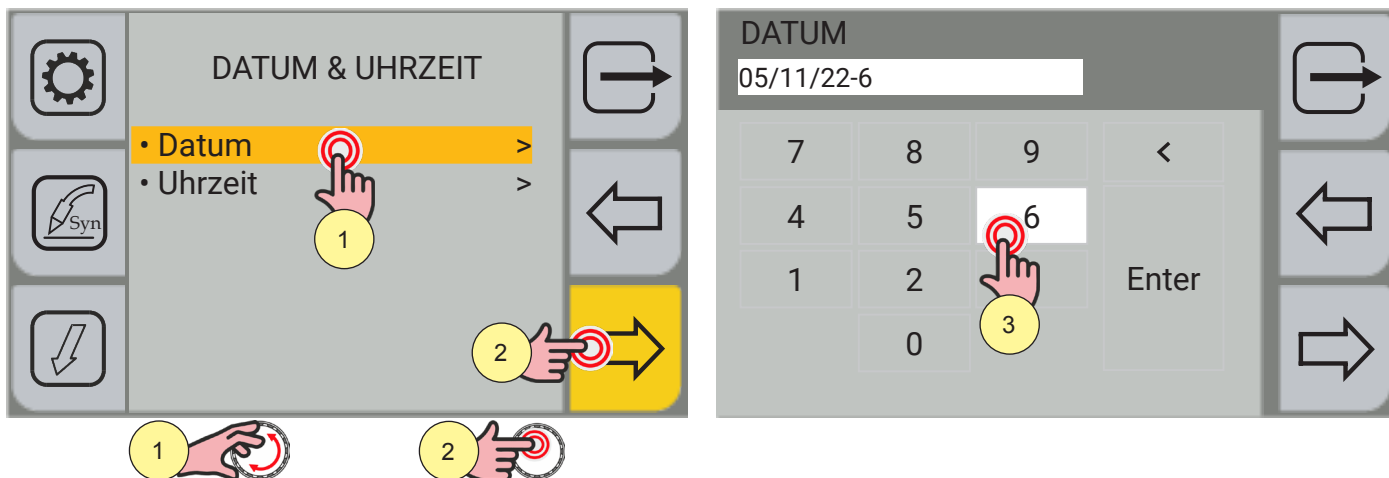 DATUM & UHRZEIT
• Datum >
• Uhrzeit >
Syn
1
2
1
2
DATUM
05/11/22-6
7 8 9 <
4 5 6
1 2 Enter
0
3